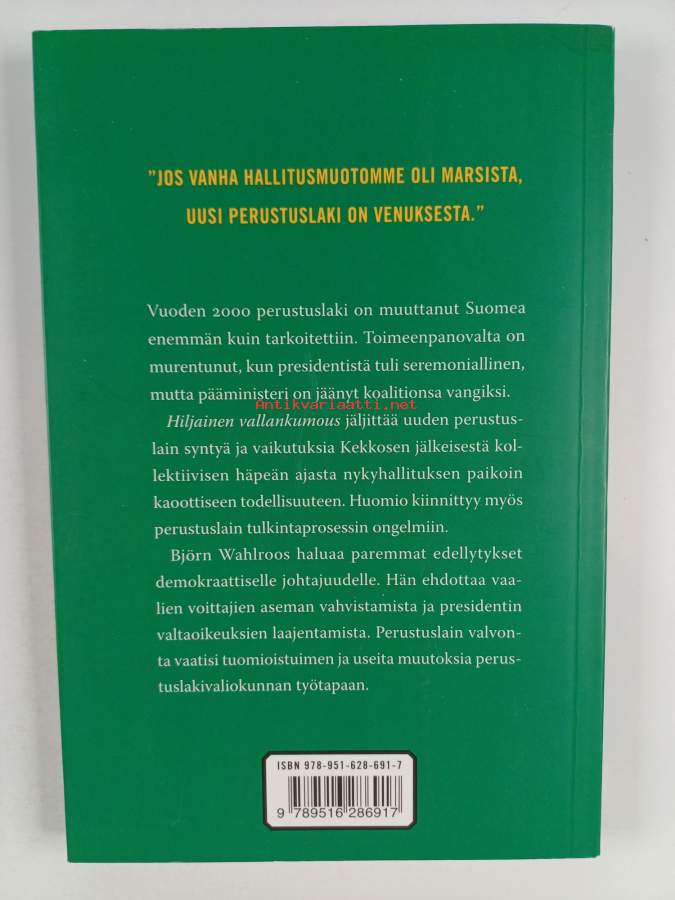 ”JOS VANHA HALLITUSMUOTOMME OLI MARSISTA,
UUSI PERUSTUSLAKI ON VENUKSESTA.”
Vuoden 2000 perustuslaki on muuttanut Suomea
enemmän kuin tarkoitettiin. Toimeenpanovalta on
murentunut, kun presidentistä tuli seremoniallinen,
mutta pääministeri on jäänyt koalitionsa vangiksi.
Antikvariaatti.net
Hiljainen vallankumous jäljittää uuden perustus-
lain syntyä ja vaikutuksia Kekkosen jälkeisestä kol-
lektiivisen häpeän ajasta nykyhallituksen paikoin
kaoottiseen todellisuuteen. Huomio kiinnittyy myös
perustuslain tulkintaprosessin ongelmiin.
Björn Wahlroos haluaa paremmat edellytykset
demokraattiselle johtajuudelle. Hän ehdottaa vaa-
lien voittajien aseman vahvistamista ja presidentin
valtaoikeuksien laajentamista. Perustuslain valvon-
ta vaatisi tuomioistuimen ja useita muutoksia perus-
tuslakivaliokunnan työtapaan.
ISBN 978-951-628-691-7
9 789516 286917